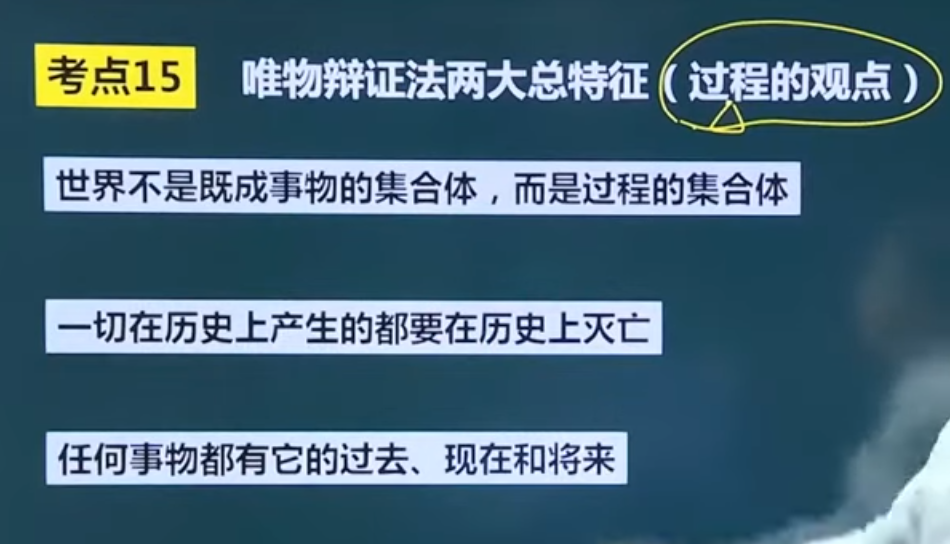 考点15 唯物辩证法两大总特征（过程的观点）
世界不是既成事物的集合体，而是过程的集合体
一切在历史上产生的都要在历史上灭亡
任何事物都有它的过去、现在和将来